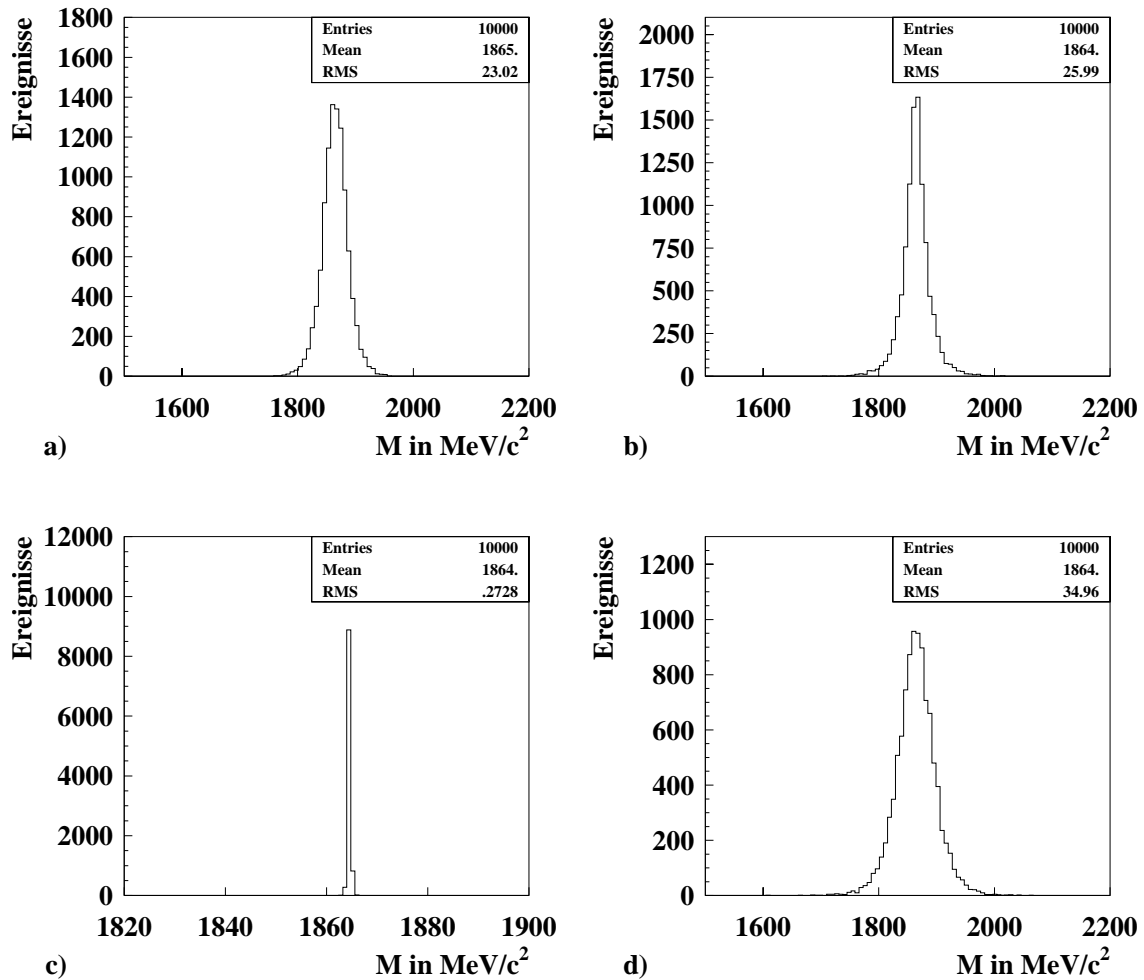 Ereignisse
1800
1600
1400
1200
1000
800
600
400
200
0
1600 1800 2000 2200
a) M in MeV/c²
Entries 10000
Mean 1865.
RMS 23.02
Ereignisse
2000
1750
1500
1250
1000
750
500
250
0
1600 1800 2000 2200
b) M in MeV/c²
Entries 10000
Mean 1864.
RMS 25.99
Ereignisse
12000
10000
8000
6000
4000
2000
0
1820 1840 1860 1880 1900
c) M in MeV/c²
Entries 10000
Mean 1864.
RMS .2728
Ereignisse
1200
1000
800
600
400
200
0
1600 1800 2000 2200
d) M in MeV/c²
Entries 10000
Mean 1864.
RMS 34.96